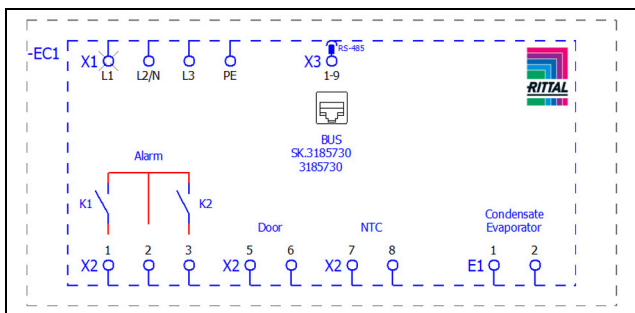 -EC1
X1
L1
L2/N
L3
PE
X3
RS-485
1-9
RITTAL
BUS
SK.3185730
3185730
Alarm
K1
K2
Door
NTC
Condensate
Evaporator
X2
1
2
3
X2
5
6
X2
7
8
E1
1
2